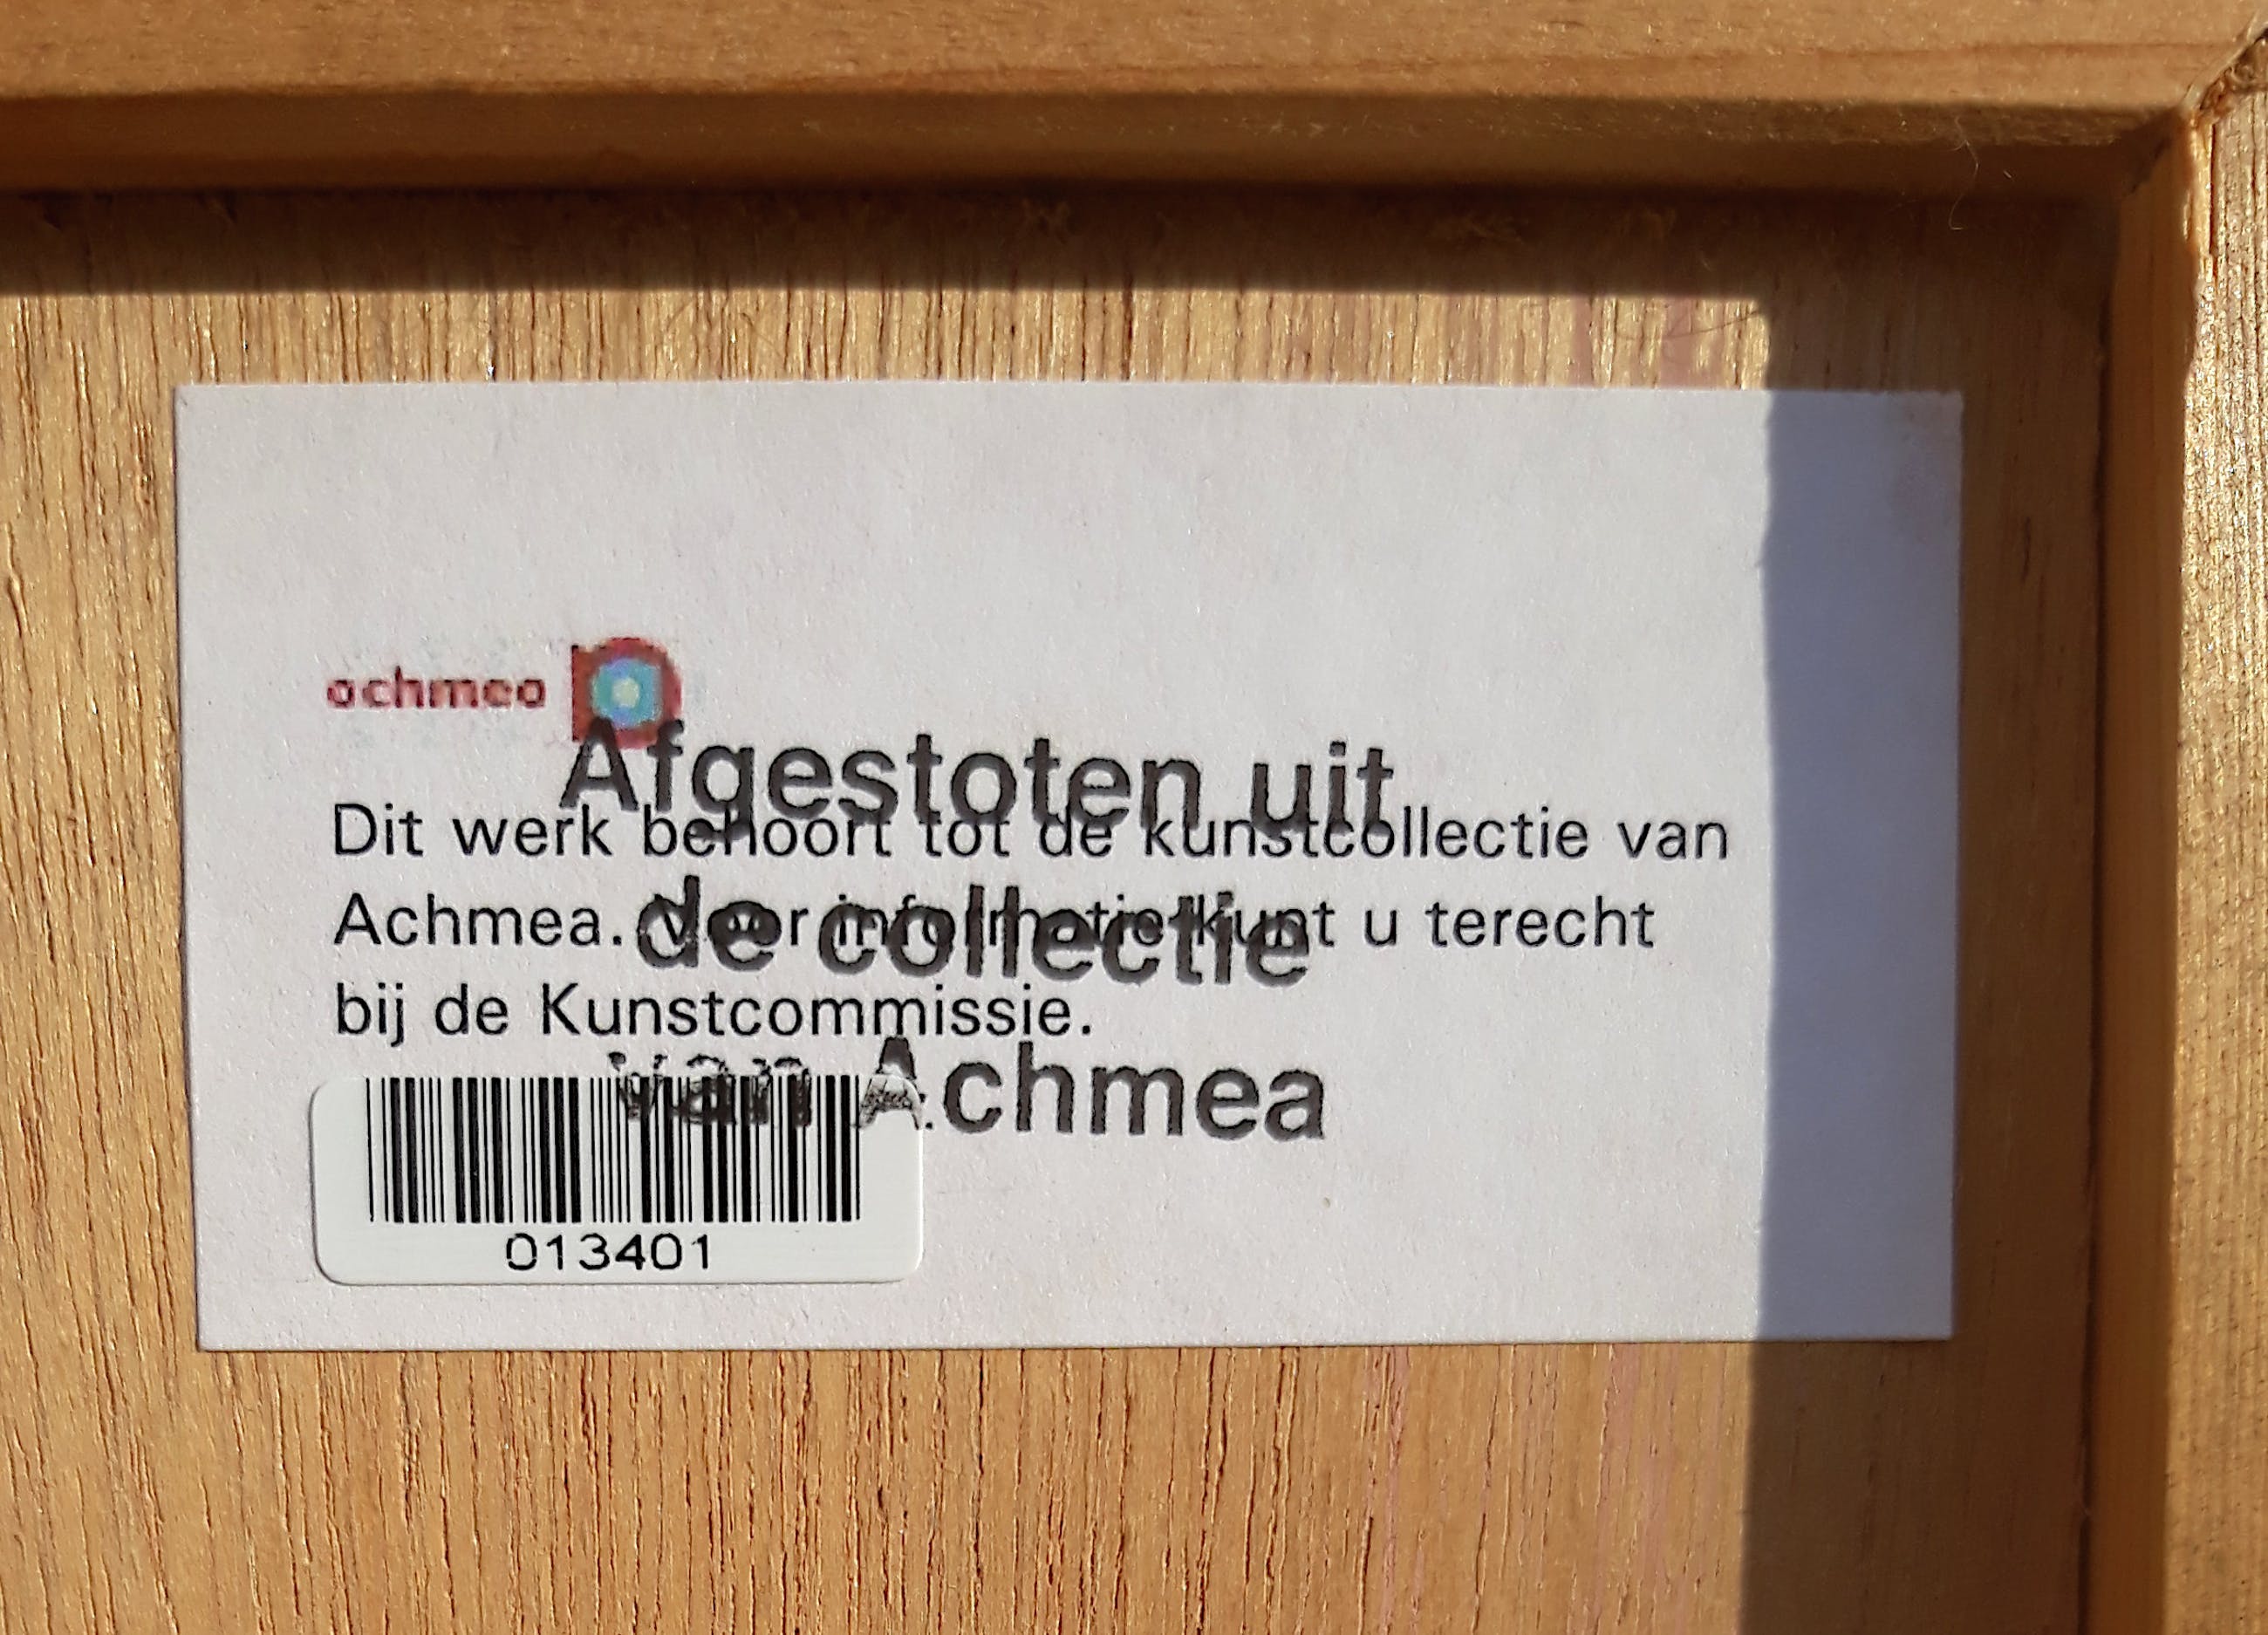 achmea
Afgestoten uit
Dit werk behoort tot de kunstcollectie van
de collectie
Achmea. Voor informatie kunt u terecht
bij de Kunstcommissie.
van Achmea
013401